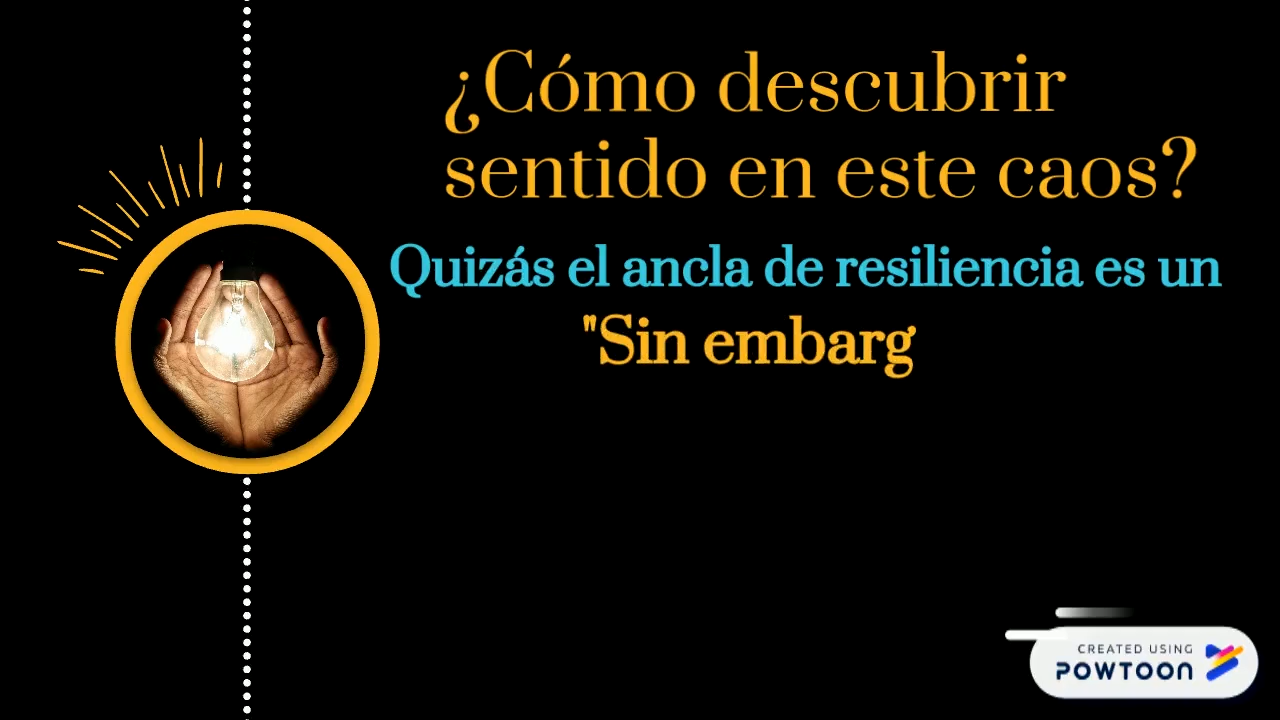 ¿Cómo descubrir
sentido en este caos?
Quizás el ancla de resiliencia es un
"Sin embarg
CREATED USING
POWTOON